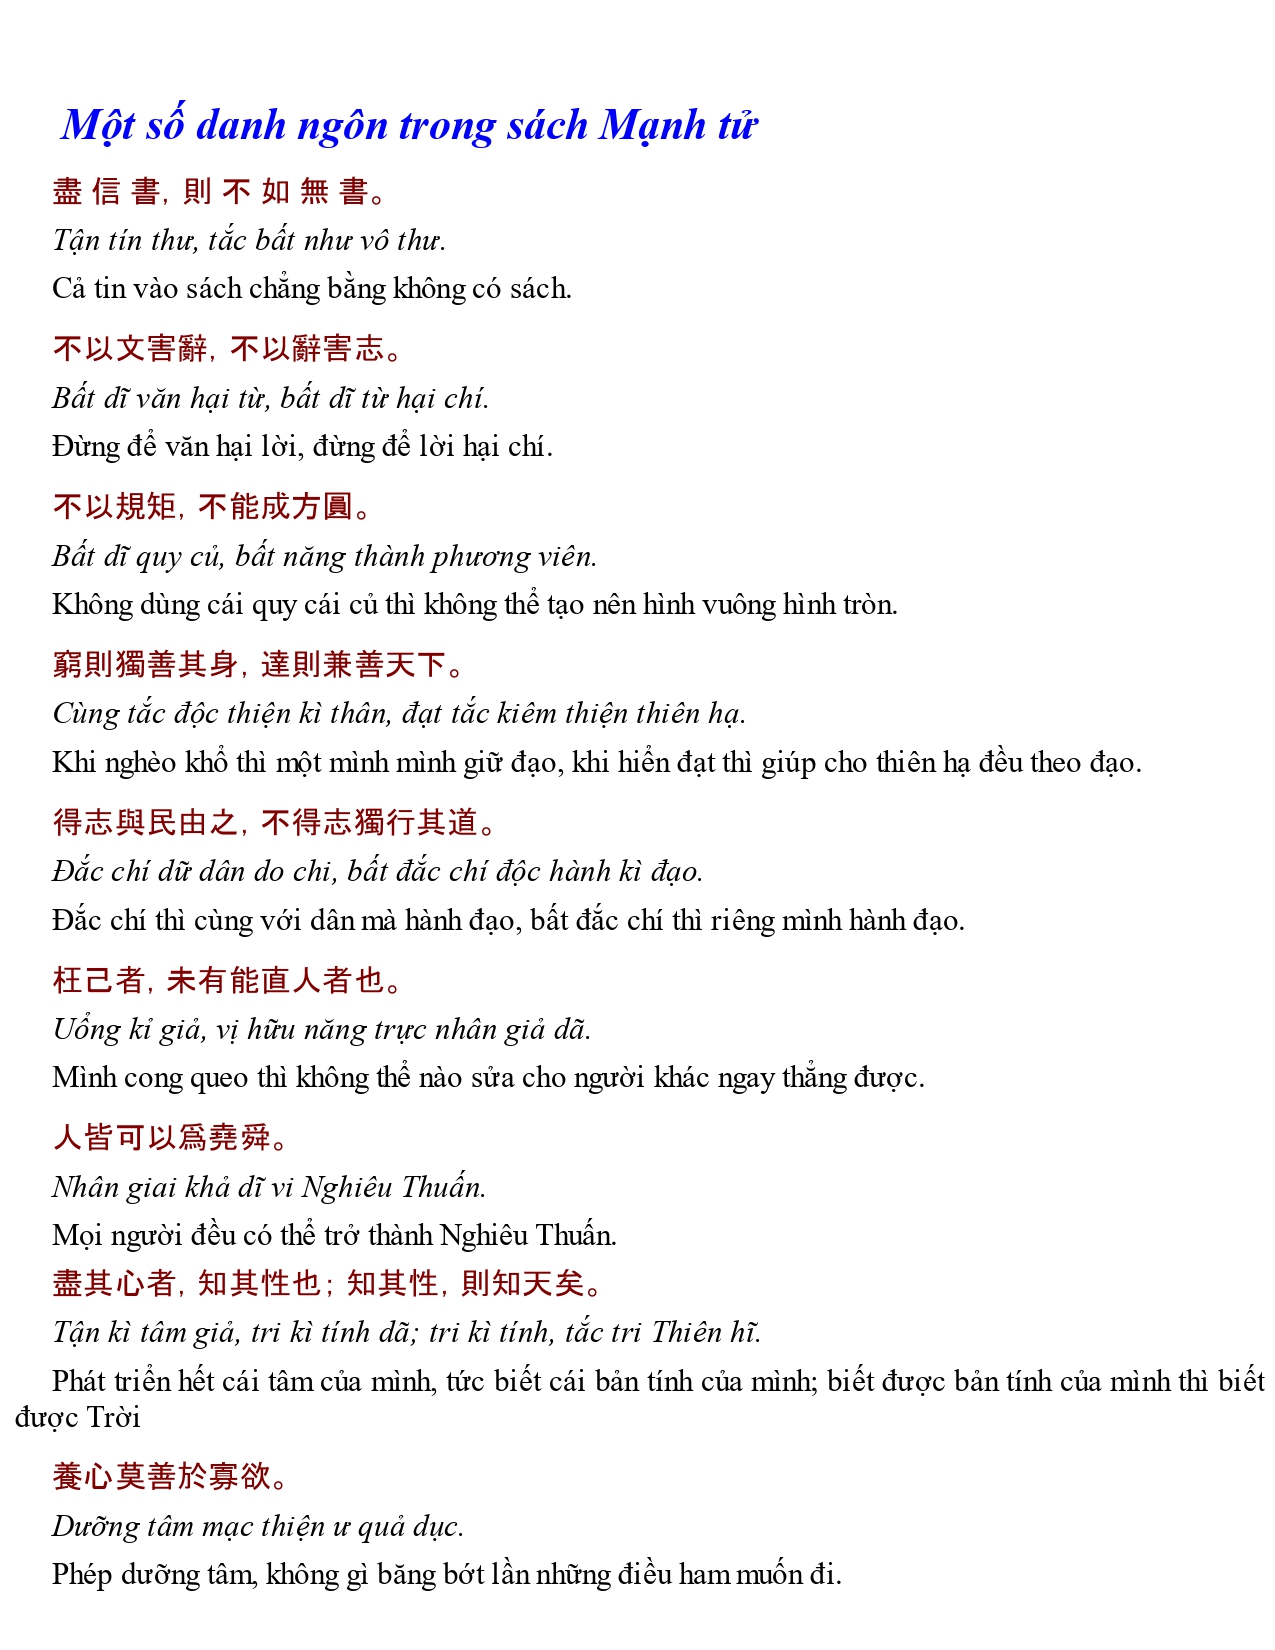 Một số danh ngôn trong sách Mạnh tử
盡 信 書, 則 不 如 無 書。
Tận tín thư, tắc bất như vô thư.
Cả tin vào sách chẳng bằng không có sách.
不以文害辭, 不以辭害志。
Bất dĩ văn hại từ, bất dĩ từ hại chí.
Đừng để văn hại lời, đừng để lời hại chí.
不以規矩, 不能成方圓。
Bất dĩ quy củ, bất năng thành phương viên.
Không dùng cái quy cái củ thì không thể tạo nên hình vuông hình tròn.
窮則獨善其身, 達則兼善天下。
Cùng tắc độc thiện kì thân, đạt tắc kiêm thiện thiên hạ.
Khi nghèo khổ thì một mình mình giữ đạo, khi hiển đạt thì giúp cho thiên hạ đều theo đạo.
得志與民由之, 不得志獨行其道。
Đắc chí dữ dân do chi, bất đắc chí độc hành kì đạo.
Đắc chí thì cùng với dân mà hành đạo, bất đắc chí thì riêng mình hành đạo.
枉己者, 未有能直人者也。
Uổng kỉ giả, vị hữu năng trực nhân giả dã.
Mình cong queo thì không thể nào sửa cho người khác ngay thẳng được.
人皆可以爲堯舜。
Nhân giai khả dĩ vi Nghiêu Thuấn.
Mọi người đều có thể trở thành Nghiêu Thuấn.
盡其心者, 知其性也; 知其性, 則知天矣。
Tận kì tâm giả, tri kì tính dã; tri kì tính, tắc tri Thiên hĩ.
Phát triển hết cái tâm của mình, tức biết cái bản tính của mình; biết được bản tính của mình thì biết
được Trời
養心莫善於寡欲。
Dưỡng tâm mạc thiện ư quả dục.
Phép dưỡng tâm, không gì băng bớt lần những điều ham muốn đi.